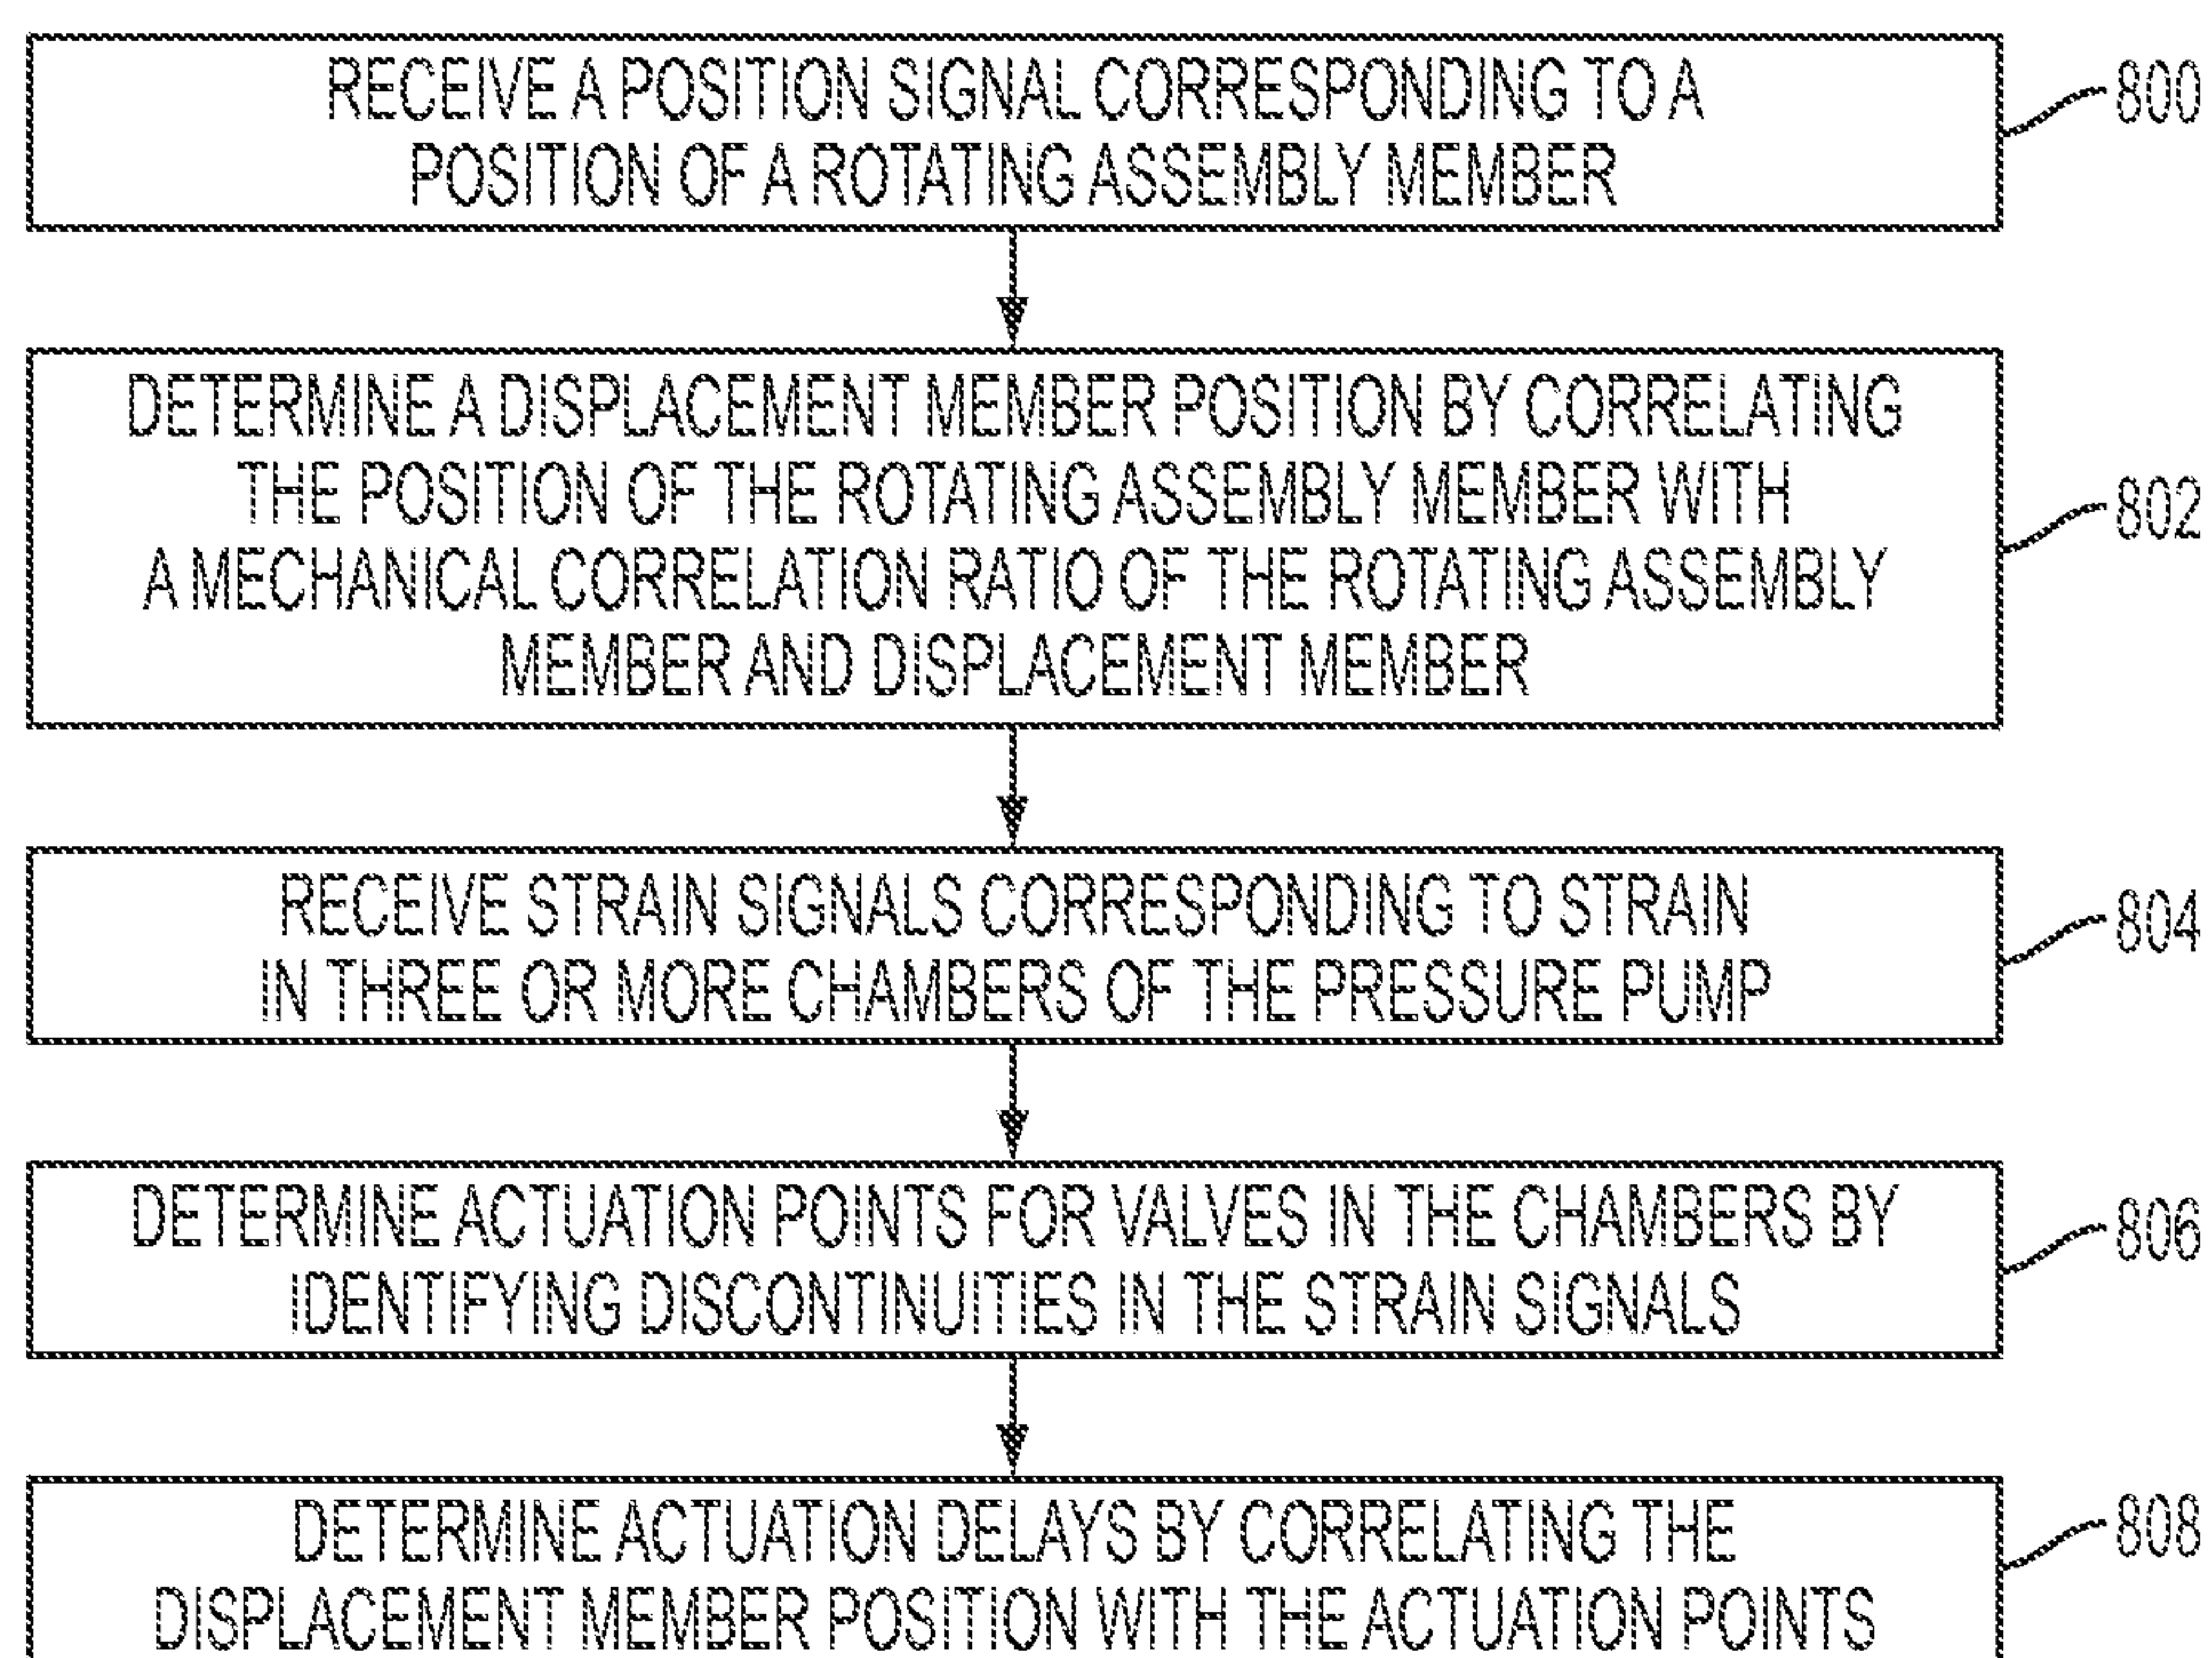 RECEIVE A POSITION SIGNAL CORRESPONDING TO A
POSITION OF A ROTATING ASSEMBLY MEMBER
800
DETERMINE A DISPLACEMENT MEMBER POSITION BY CORRELATING
THE POSITION OF THE ROTATING ASSEMBLY MEMBER WITH
A MECHANICAL CORRELATION RATIO OF THE ROTATING ASSEMBLY
MEMBER AND DISPLACEMENT MEMBER
802
RECEIVE STRAIN SIGNALS CORRESPONDING TO STRAIN
IN THREE OR MORE CHAMBERS OF THE PRESSURE PUMP
804
DETERMINE ACTUATION POINTS FOR VALVES IN THE CHAMBERS BY
IDENTIFYING DISCONTINUITIES IN THE STRAIN SIGNALS
806
DETERMINE ACTUATION DELAYS BY CORRELATING THE
DISPLACEMENT MEMBER POSITION WITH THE ACTUATION POINTS
808